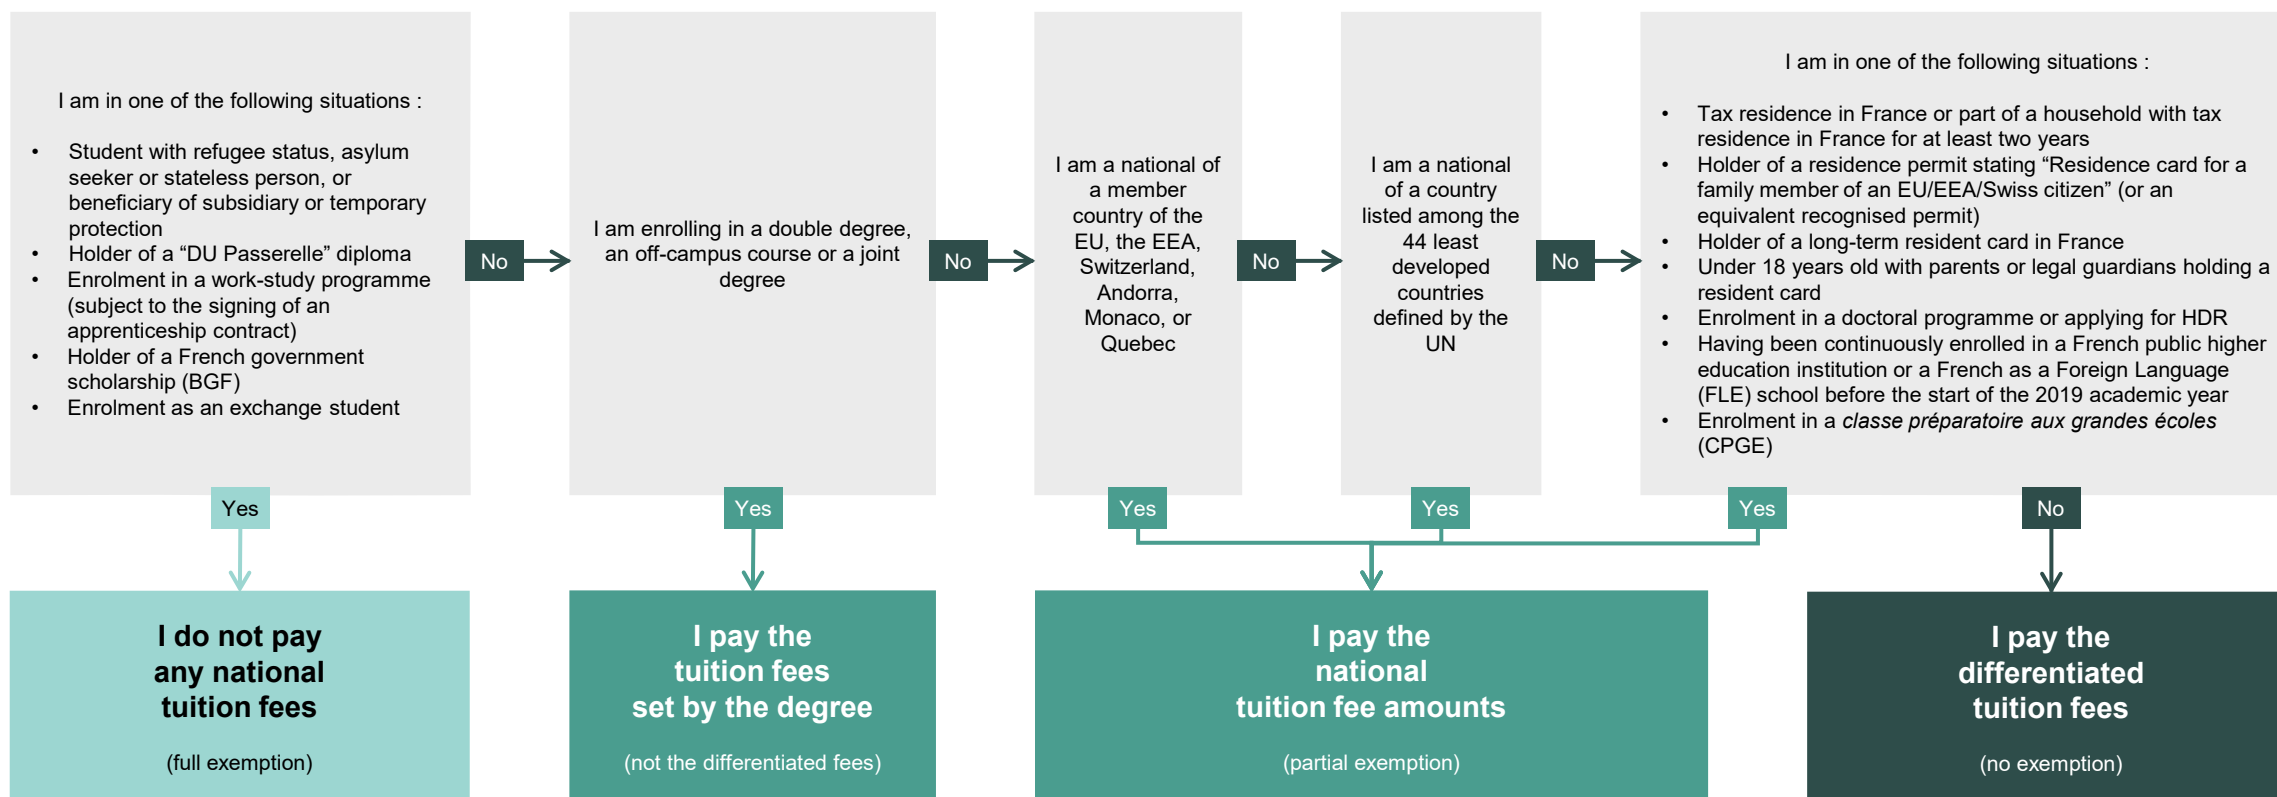 I am in one of the following situations :
• Student with refugee status, asylum
seeker or stateless person, or
beneficiary of subsidiary or temporary
protection
• Holder of a “DU Passerelle” diploma
• Enrolment in a work-study programme
(subject to the signing of an
apprenticeship contract)
• Holder of a French government
scholarship (BGF)
• Enrolment as an exchange student
No
I am enrolling in a double degree,
an off-campus course or a joint
degree
No
I am a national of
a member
country of the
EU, the EEA,
Switzerland,
Andorra,
Monaco, or
Quebec
No
I am a national
of a country
listed among the
44 least
developed
countries
defined by the
UN
No
I am in one of the following situations :
• Tax residence in France or part of a household with tax
residence in France for at least two years
• Holder of a residence permit stating “Residence card for a
family member of an EU/EEA/Swiss citizen” (or an
equivalent recognised permit)
• Holder of a long-term resident card in France
• Under 18 years old with parents or legal guardians holding a
resident card
• Enrolment in a doctoral programme or applying for HDR
• Having been continuously enrolled in a French public higher
education institution or a French as a Foreign Language
(FLE) school before the start of the 2019 academic year
• Enrolment in a classe préparatoire aux grandes écoles
(CPGE)
Yes
Yes
Yes
Yes
Yes
No
I do not pay
any national
tuition fees
(full exemption)
I pay the
tuition fees
set by the degree
(not the differentiated fees)
I pay the
national
tuition fee amounts
(partial exemption)
I pay the
differentiated
tuition fees
(no exemption)